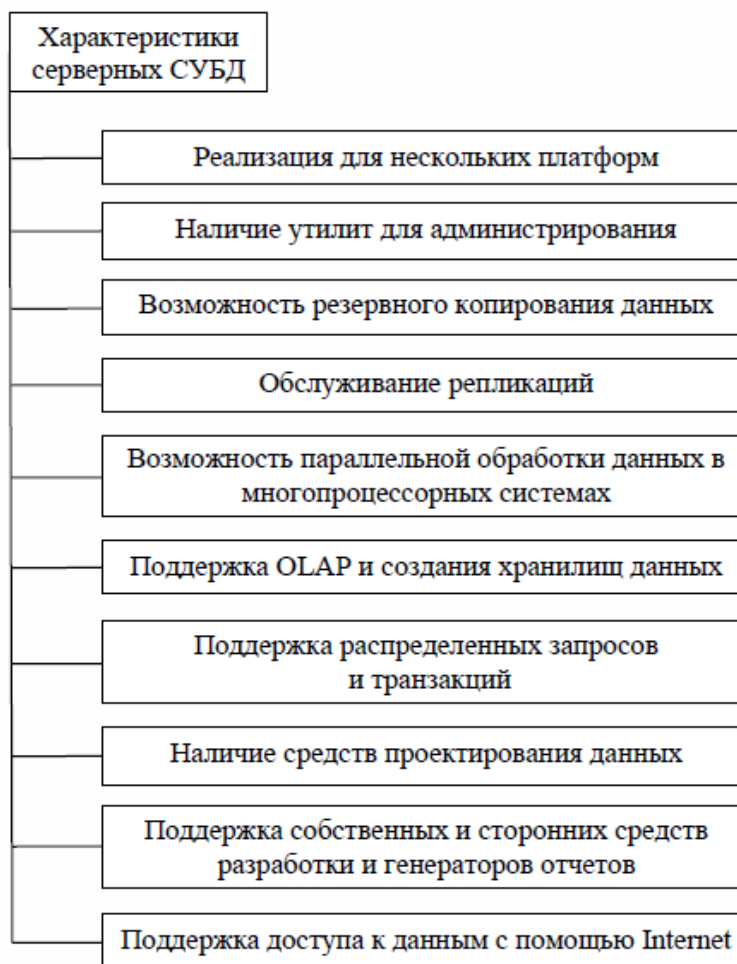 Характеристики
серверных СУБД
Реализация для нескольких платформ
Наличие утилит для администрирования
Возможность резервного копирования данных
Обслуживание репликаций
Возможность параллельной обработки данных в
многопроцессорных системах
Поддержка OLAP и создания хранилищ данных
Поддержка распределенных запросов
и транзакций
Наличие средств проектирования данных
Поддержка собственных и сторонних средств
разработки и генераторов отчетов
Поддержка доступа к данным с помощью Internet